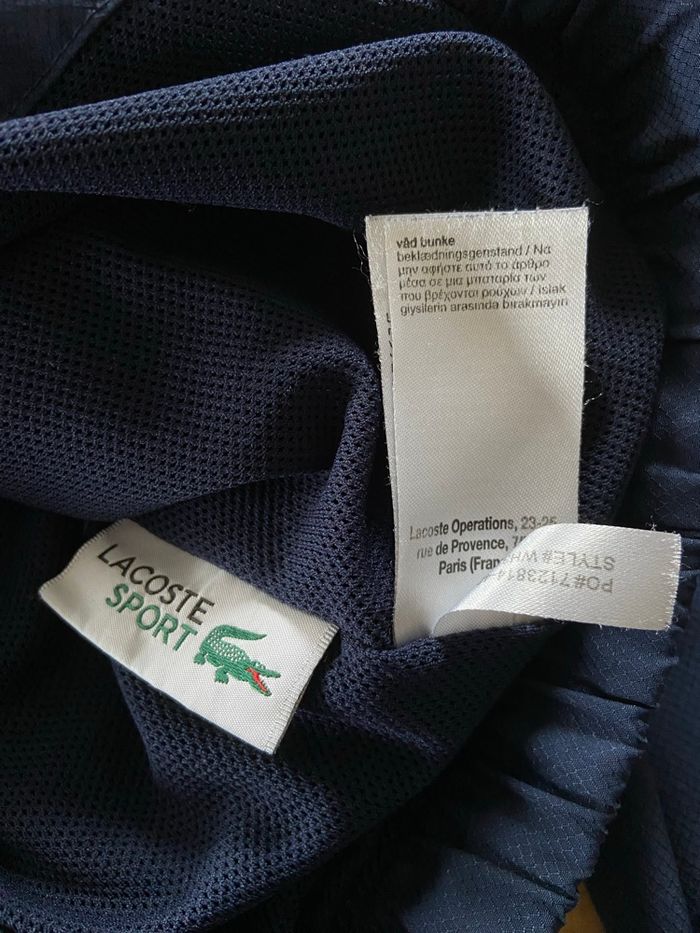 våd bunke
beklædningsgenstand / Να
μην αφήστε αυτό το άρθρο
μέσα σε μια μπαταρία των
που βρέχονται ρούχων / islak
giysilerin arasında bırakmayın
Lacoste Operations, 23-25
rue de Provence,
Paris
PO#7123814
STYLE#
LACOSTE
SPORT